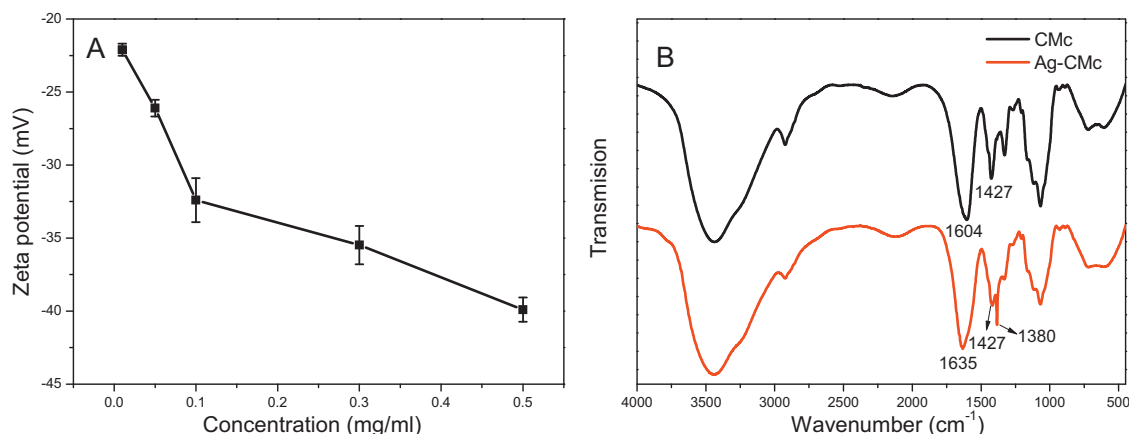 A
Zeta potential (mV)
-20
-25
-30
-35
-40
-45
0.0 0.1 0.2 0.3 0.4 0.5
Concentration (mg/ml)
B
CMc
Ag-CMc
Transmision
1427
1604
1427
1380
1635
4000 3500 3000 2500 2000 1500 1000 500
Wavenumber (cm⁻¹)